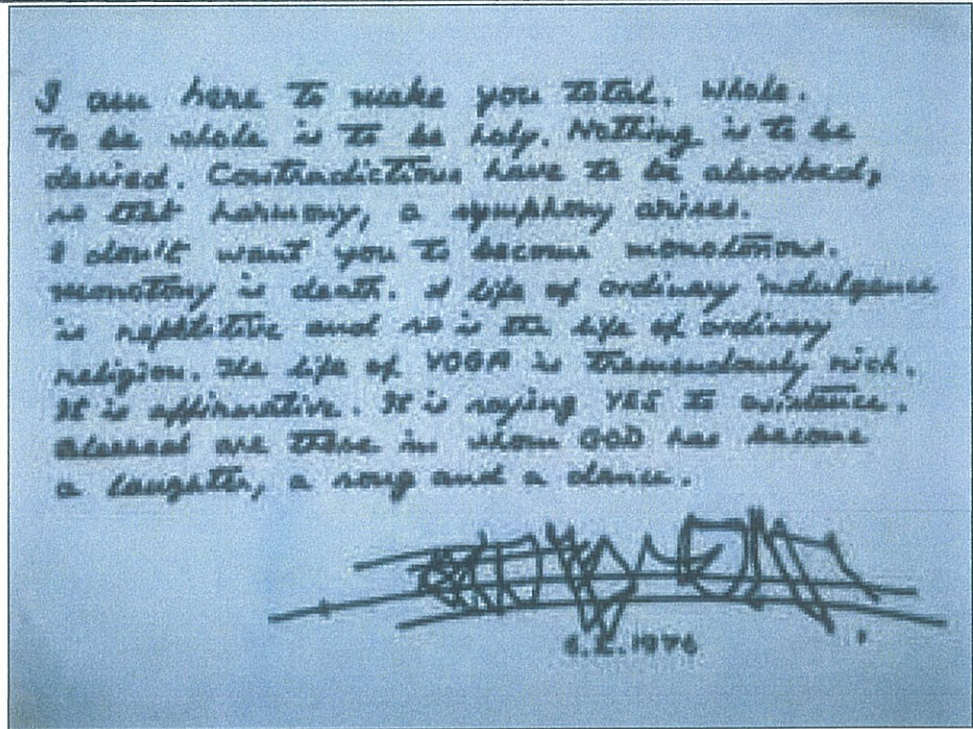 I am here to make you total. Whole.
To be whole is to be holy. Nothing is to be
denied. Contradictions have to be absorbed,
so that harmony, a symphony arises.
I don't want you to become monotonous.
monotony is death. A life of ordinary indulgence
is repetitive and so is the life of ordinary
religion. The life of YOGA is tremendously rich.
It is affirmative. It is saying YES to existence.
Blessed are those in whom GOD has become
a laughter, a song and a dance.
1976